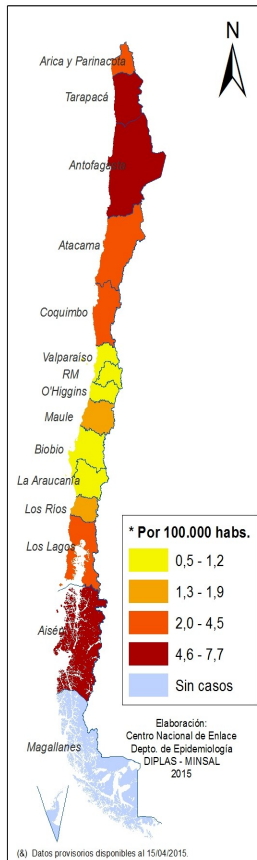 N
Arica y Parinacota
Tarapacá
Antofagasta
Atacama
Coquimbo
Valparaíso
RM
O'Higgins
Maule
Biobio
La Araucanía
Los Ríos
Los Lagos
Aisén
Magallanes
* Por 100.000 habs.
0,5 - 1,2
1,3 - 1,9
2,0 - 4,5
4,6 - 7,7
Sin casos
Elaboración:
Centro Nacional de Enlace
Depto. de Epidemiología
DIPLAS - MINSAL
2015
(&) Datos provisorios disponibles al 15/04/2015.